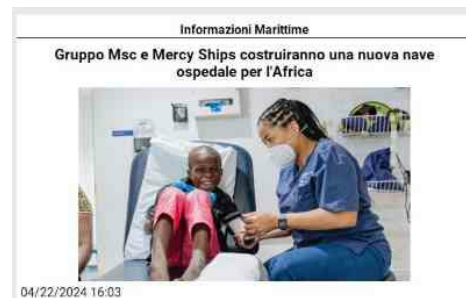 Informazioni Marittime
Gruppo Msc e Mercy Ships costruiranno una nuova nave
ospedale per l'Africa
04/22/2024 16:03